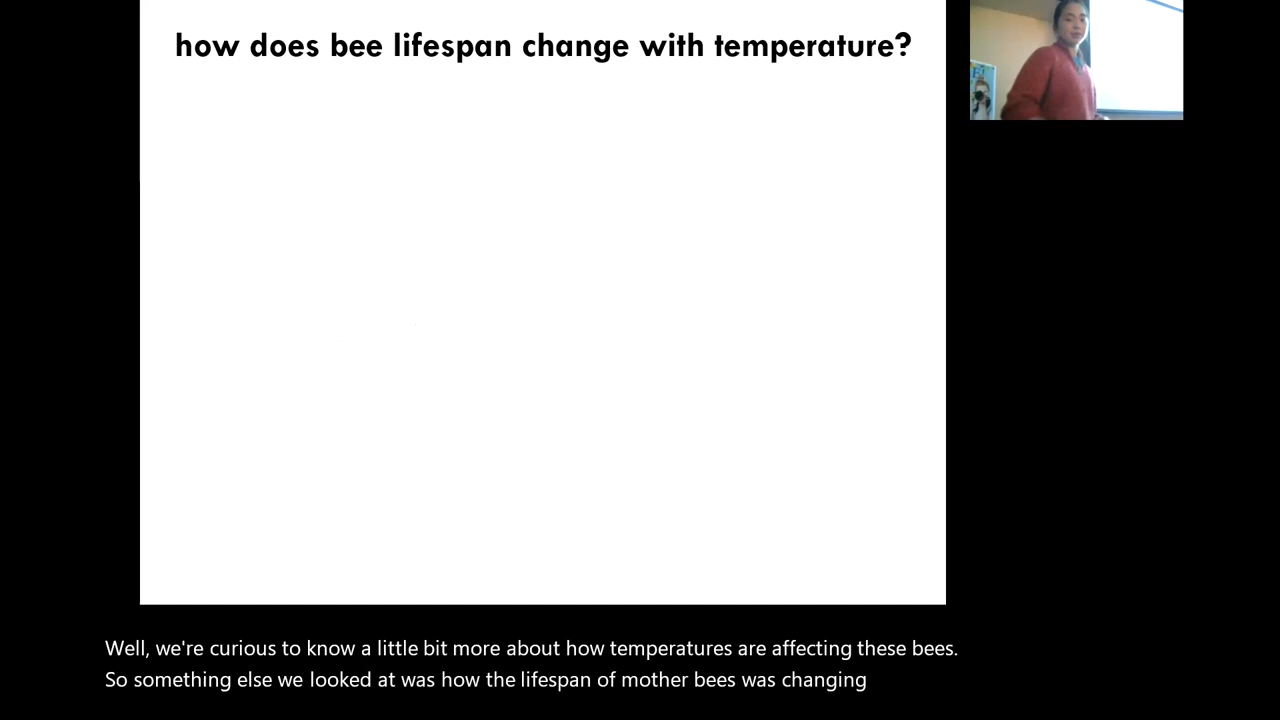 how does bee lifespan change with temperature?
Well, we're curious to know a little bit more about how temperatures are affecting these bees.
So something else we looked at was how the lifespan of mother bees was changing